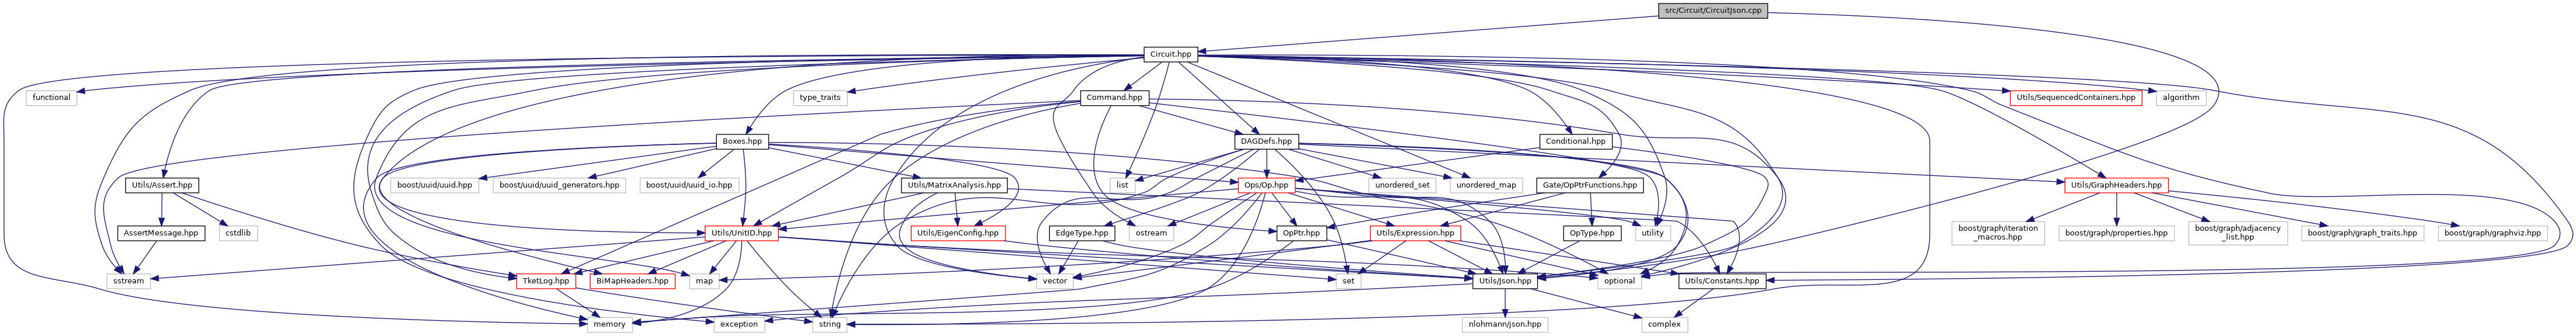 src/Circuit/CircuitJson.cpp
Circuit.hpp
functional
type_traits
Command.hpp
Utils/SequencedContainers.hpp
algorithm
Boxes.hpp
DAGDefs.hpp
Conditional.hpp
Utils/Assert.hpp
boost/uuid/uuid.hpp
boost/uuid/uuid_generators.hpp
boost/uuid/uuid_io.hpp
Utils/MatrixAnalysis.hpp
list
Ops/Op.hpp
unordered_set
unordered_map
Gate/OpPtrFunctions.hpp
Utils/GraphHeaders.hpp
AssertMessage.hpp
cstdlib
Utils/UnitID.hpp
Utils/EigenConfig.hpp
EdgeType.hpp
ostream
OpPtr.hpp
Utils/Expression.hpp
OpType.hpp
utility
boost/graph/iteration
_macros.hpp
boost/graph/properties.hpp
boost/graph/adjacency
_list.hpp
boost/graph/graph_traits.hpp
boost/graph/graphviz.hpp
sstream
TketLog.hpp
BiMapHeaders.hpp
map
vector
set
Utils/Json.hpp
optional
Utils/Constants.hpp
memory
exception
string
nlohmann/json.hpp
complex